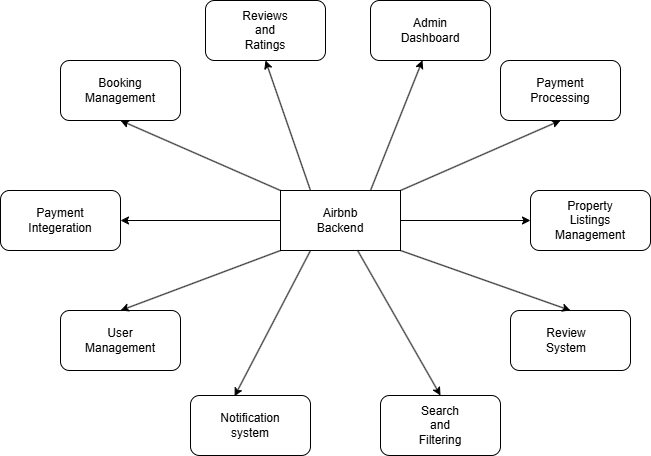 Reviews
and
Ratings
Admin
Dashboard
Booking
Management
Payment
Processing
Payment
Integeration
Airbnb
Backend
Property
Listings
Management
User
Management
Review
System
Notification
system
Search
and
Filtering